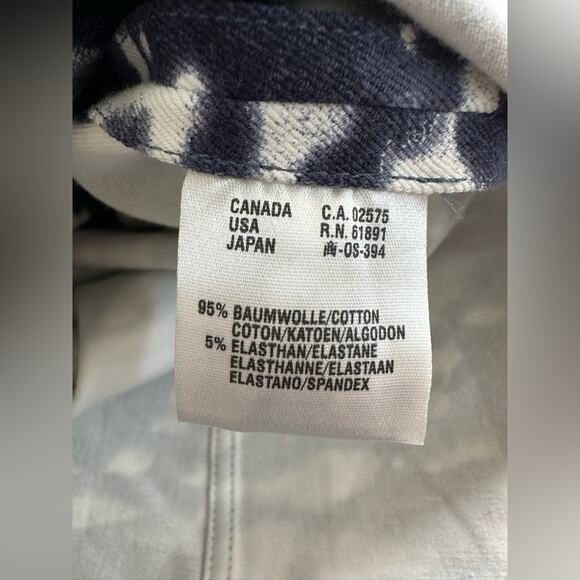 CANADA C.A. 02575
USA R.N. 61891
JAPAN 商-OS-394
95% BAUMWOLLE/COTTON
COTON/KATOEN/ALGODON
5% ELASTHAN/ELASTANE
ELASTHANNE/ELASTAAN
ELASTANO/SPANDEX